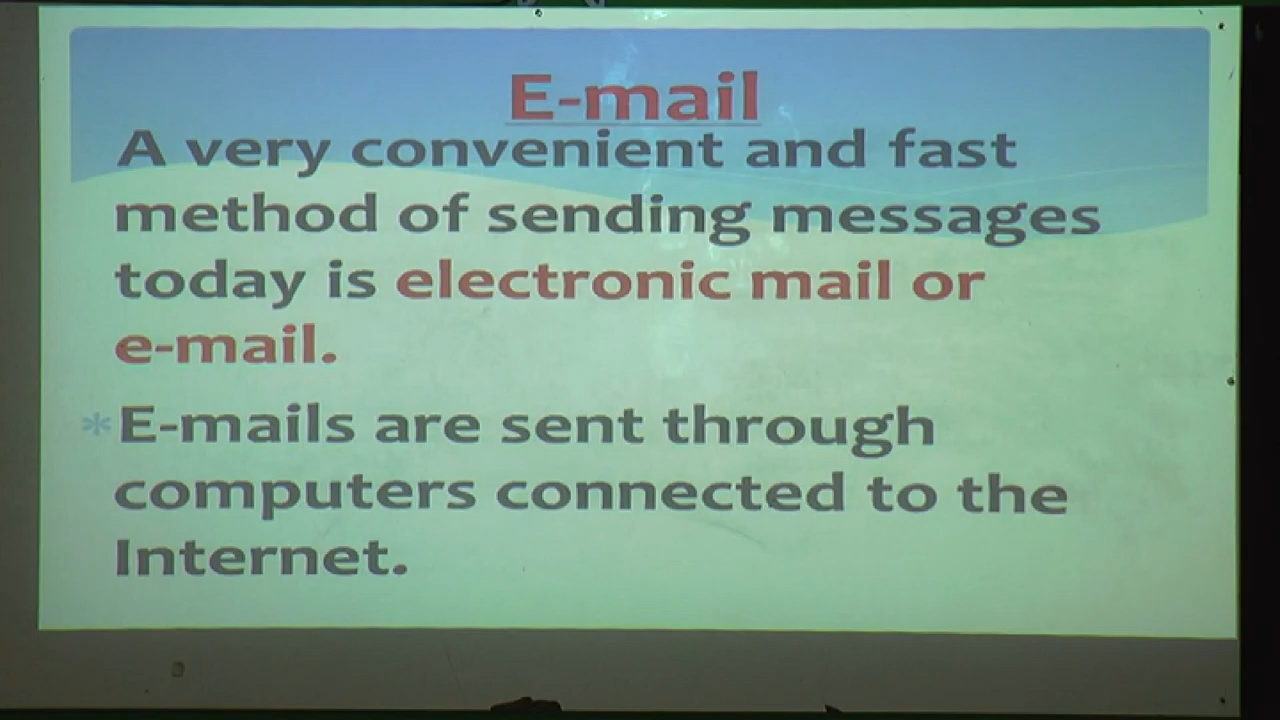 E-mail
A very convenient and fast
method of sending messages
today is electronic mail or
e-mail.
* E-mails are sent through
computers connected to the
Internet.